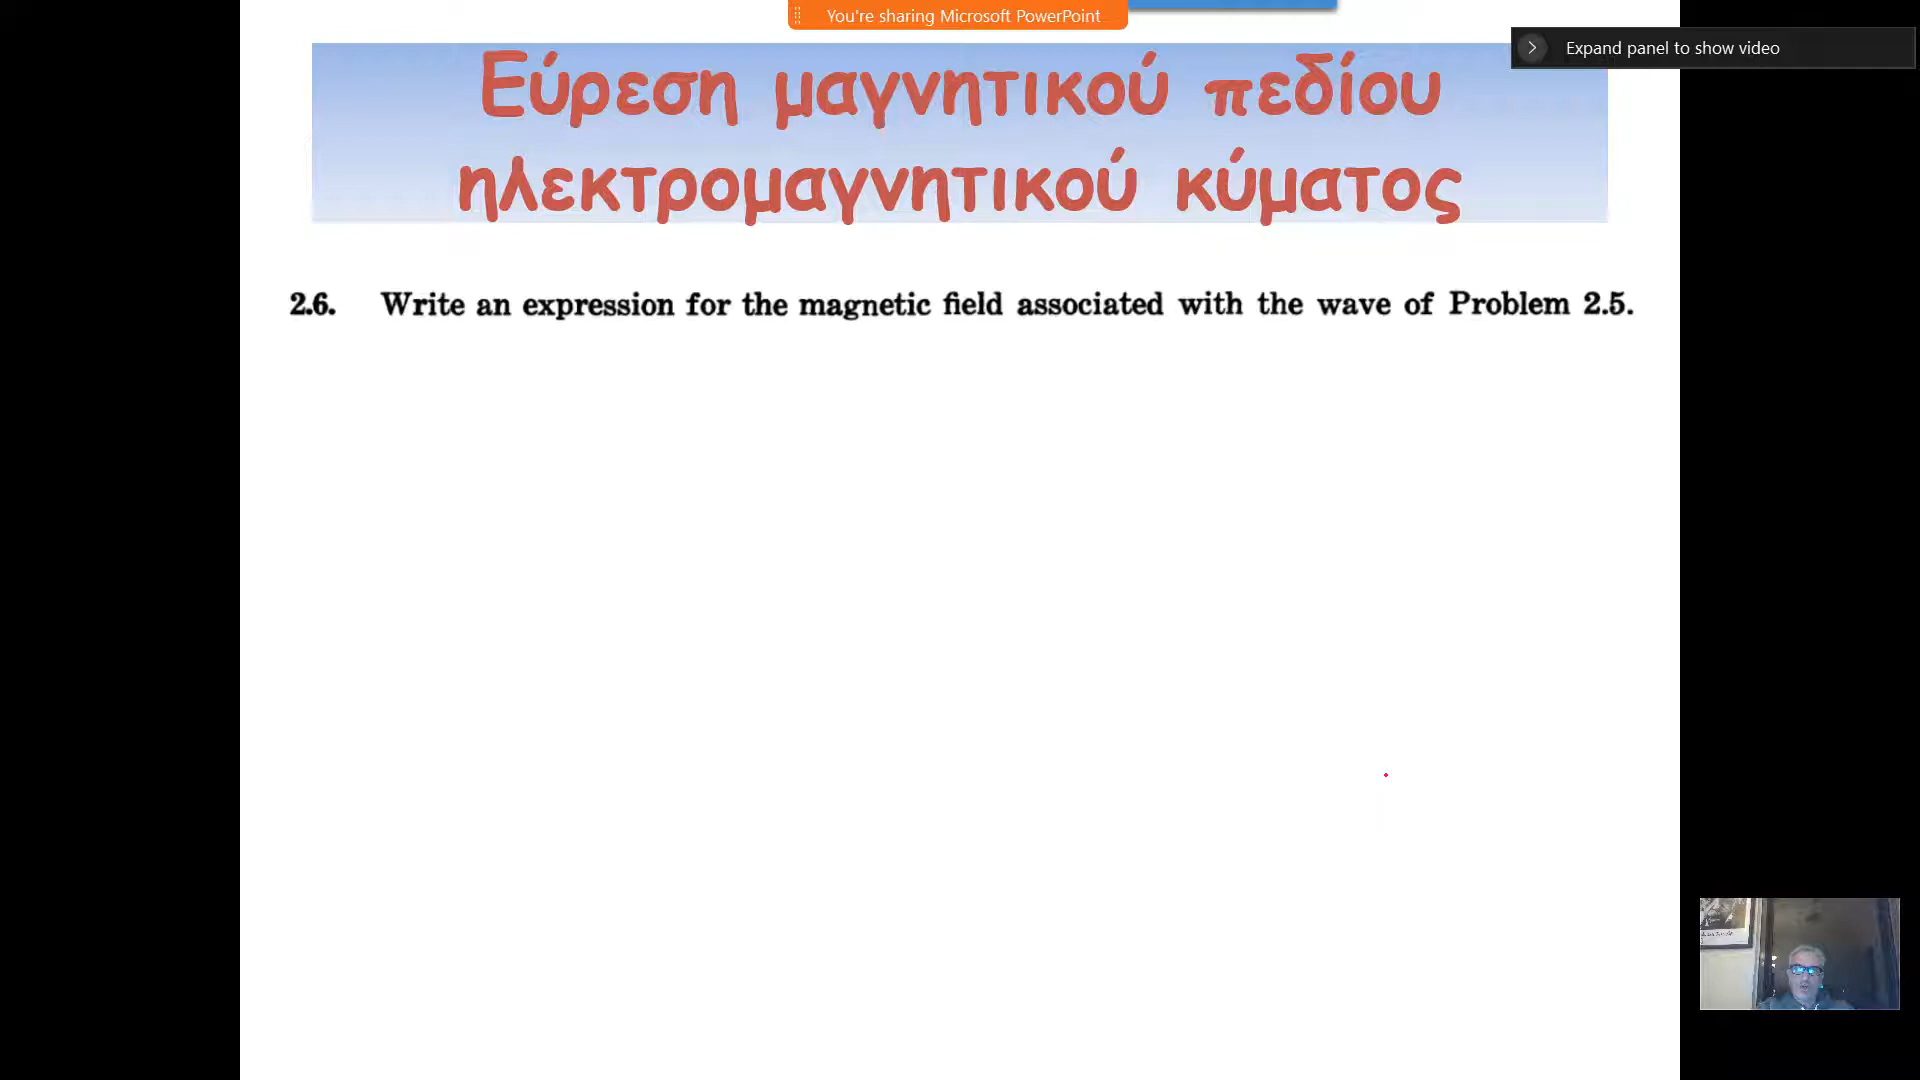 You're sharing Microsoft PowerPoint
Expand panel to show video
Εύρεση μαγνητικού πεδίου
ηλεκτρομαγνητικού κύματος
2.6. Write an expression for the magnetic field associated with the wave of Problem 2.5.